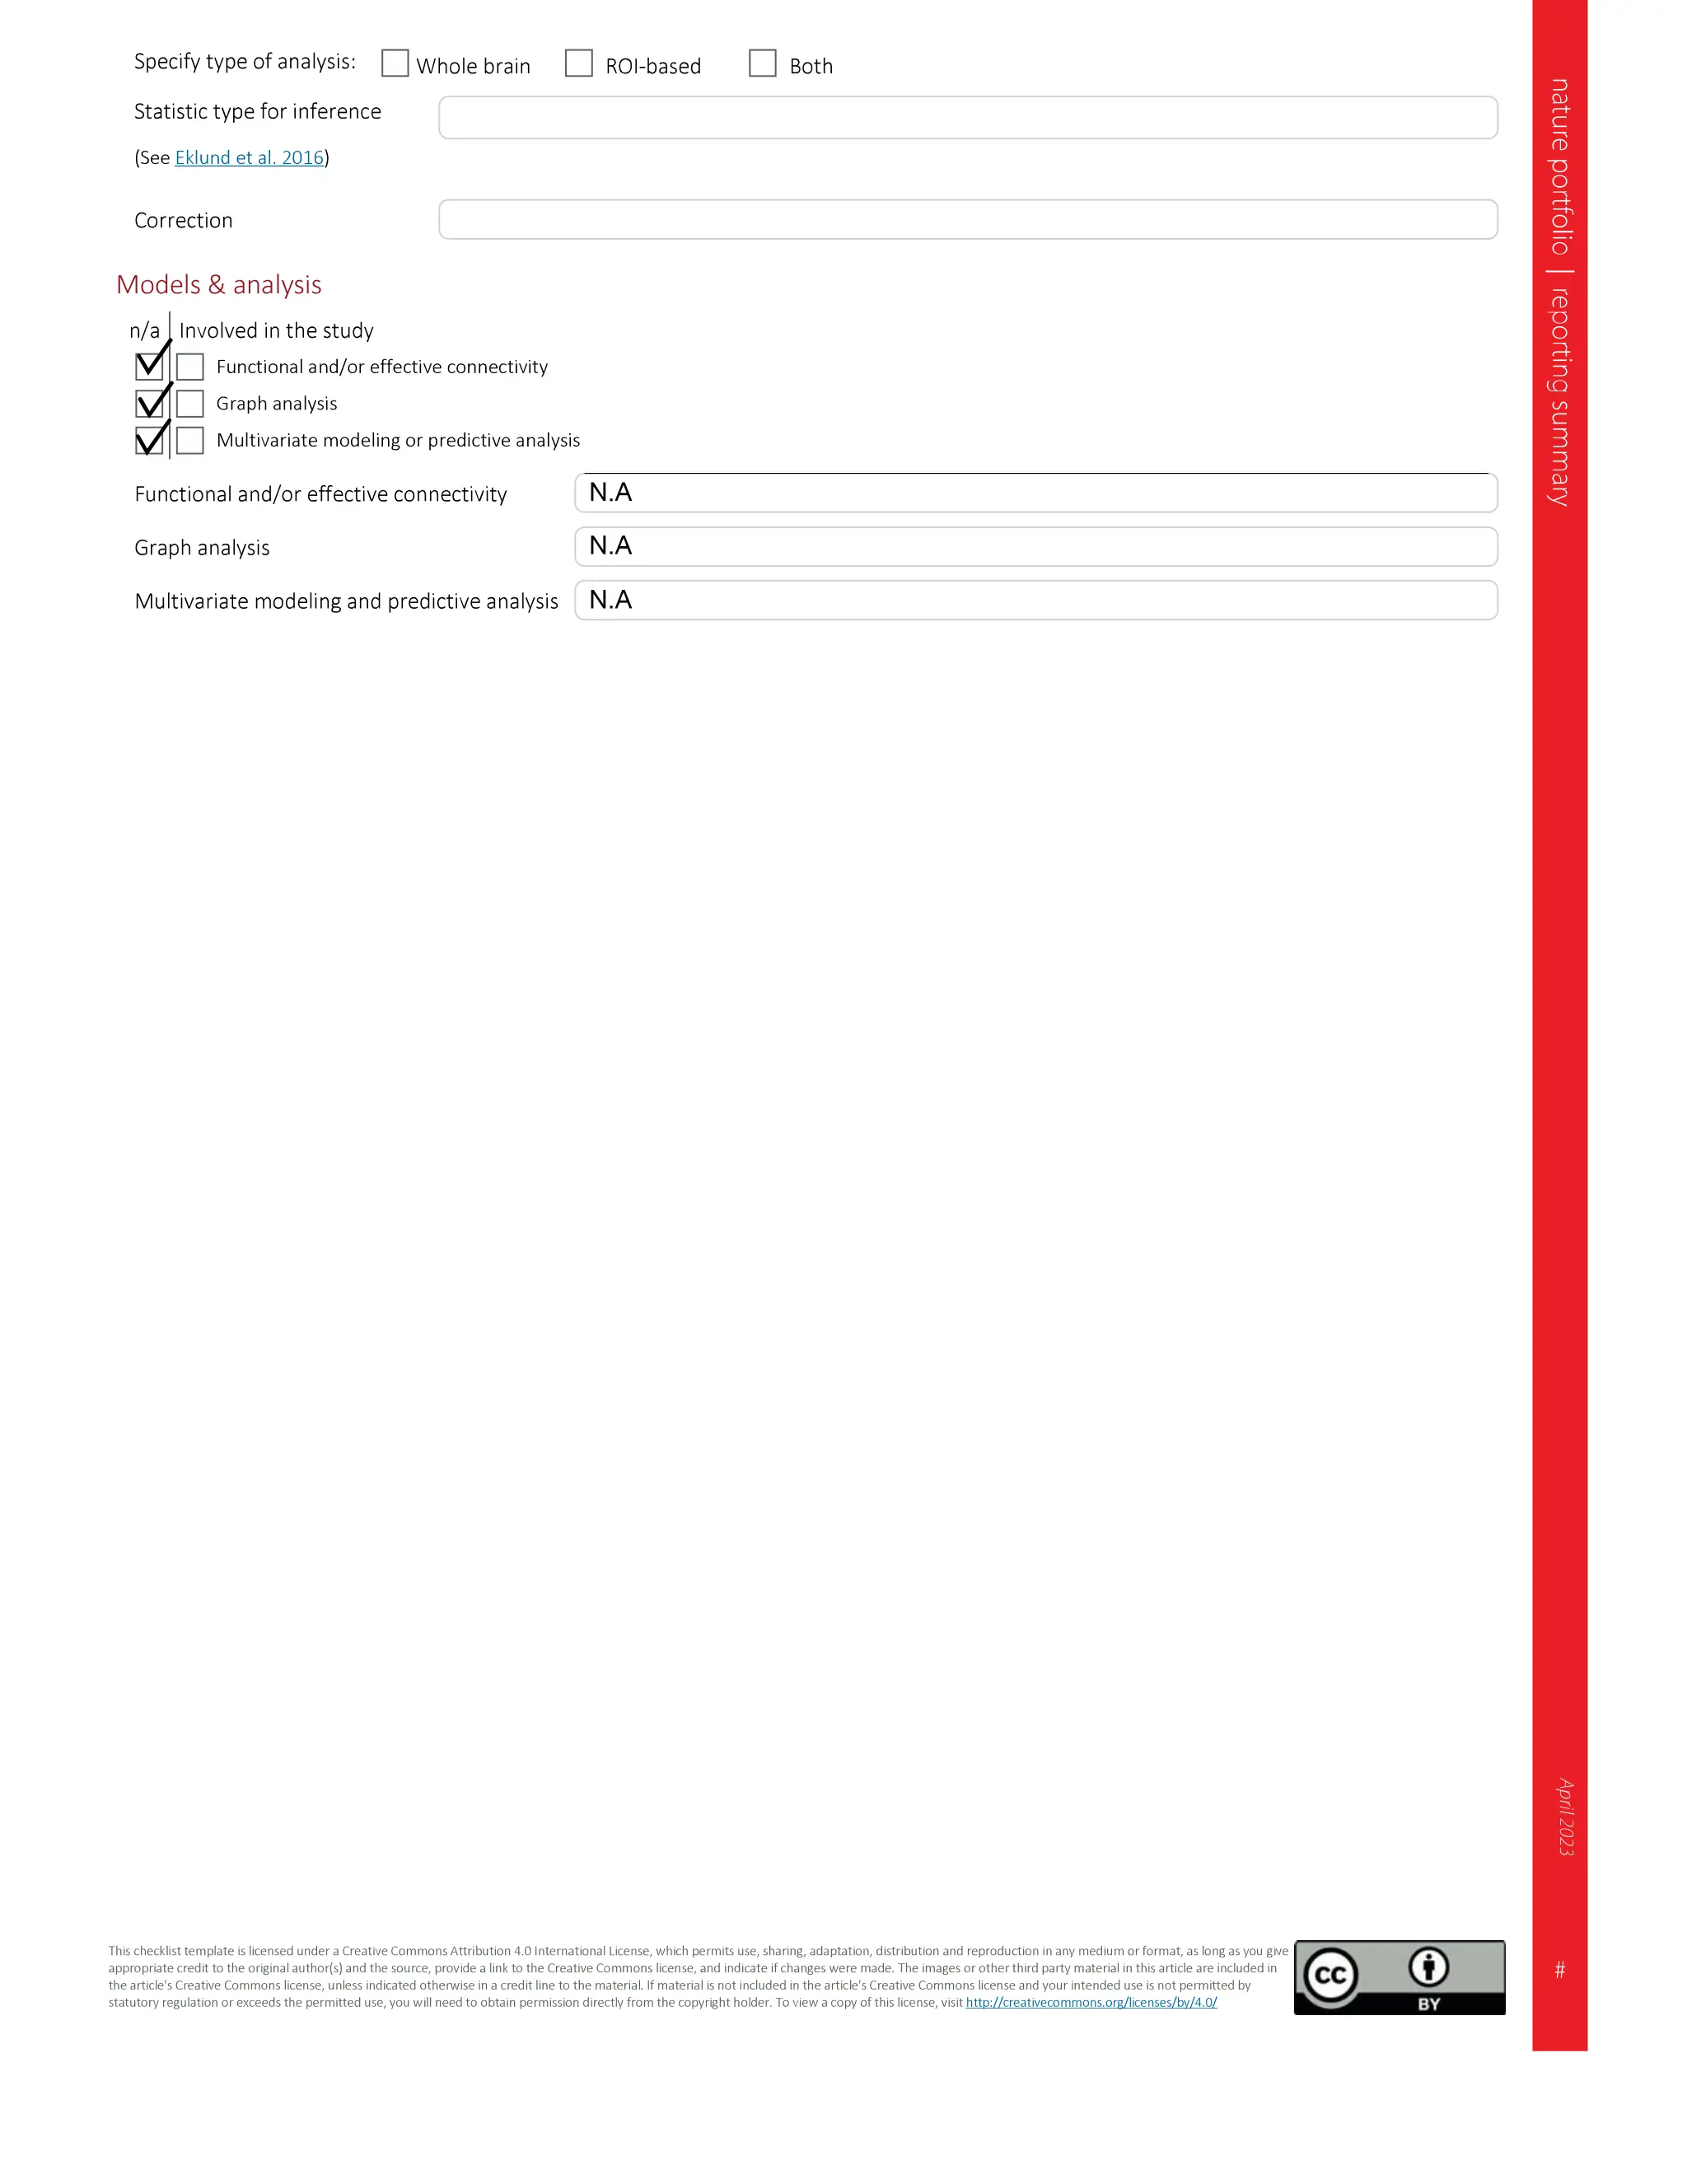 Specify type of analysis: Whole brain ROI-based Both
Statistic type for inference
(See Eklund et al. 2016)
Correction
Models & analysis
n/a Involved in the study
Functional and/or effective connectivity
Graph analysis
Multivariate modeling or predictive analysis
Functional and/or effective connectivity N.A
Graph analysis N.A
Multivariate modeling and predictive analysis N.A
This checklist template is licensed under a Creative Commons Attribution 4.0 International License, which permits use, sharing, adaptation, distribution and reproduction in any medium or format, as long as you give
appropriate credit to the original author(s) and the source, provide a link to the Creative Commons license, and indicate if changes were made. The images or other third party material in this article are included in
the article's Creative Commons license, unless indicated otherwise in a credit line to the material. If material is not included in the article's Creative Commons license and your intended use is not permitted by
statutory regulation or exceeds the permitted use, you will need to obtain permission directly from the copyright holder. To view a copy of this license, visit http://creativecommons.org/licenses/by/4.0/
CC
BY
nature portfolio | reporting summary
April 2023
#